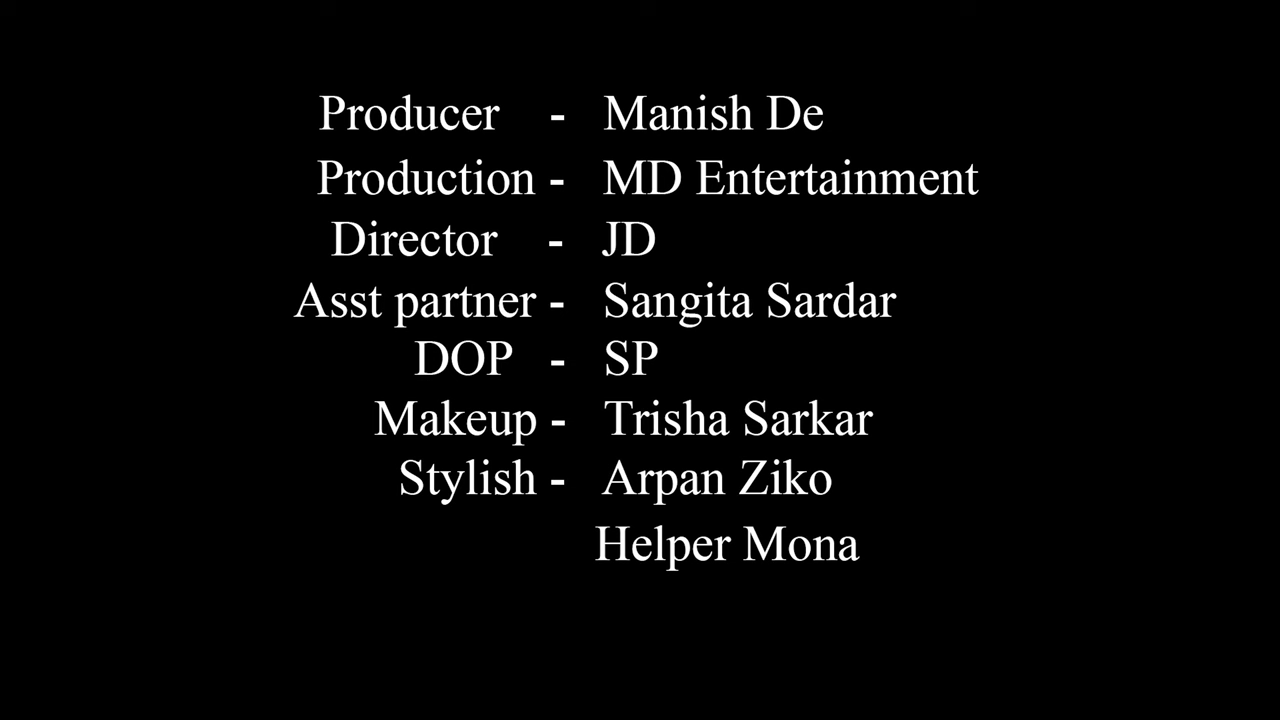 Producer - Manish De
Production - MD Entertainment
Director - JD
Asst partner - Sangita Sardar
DOP - SP
Makeup - Trisha Sarkar
Stylish - Arpan Ziko
Helper Mona